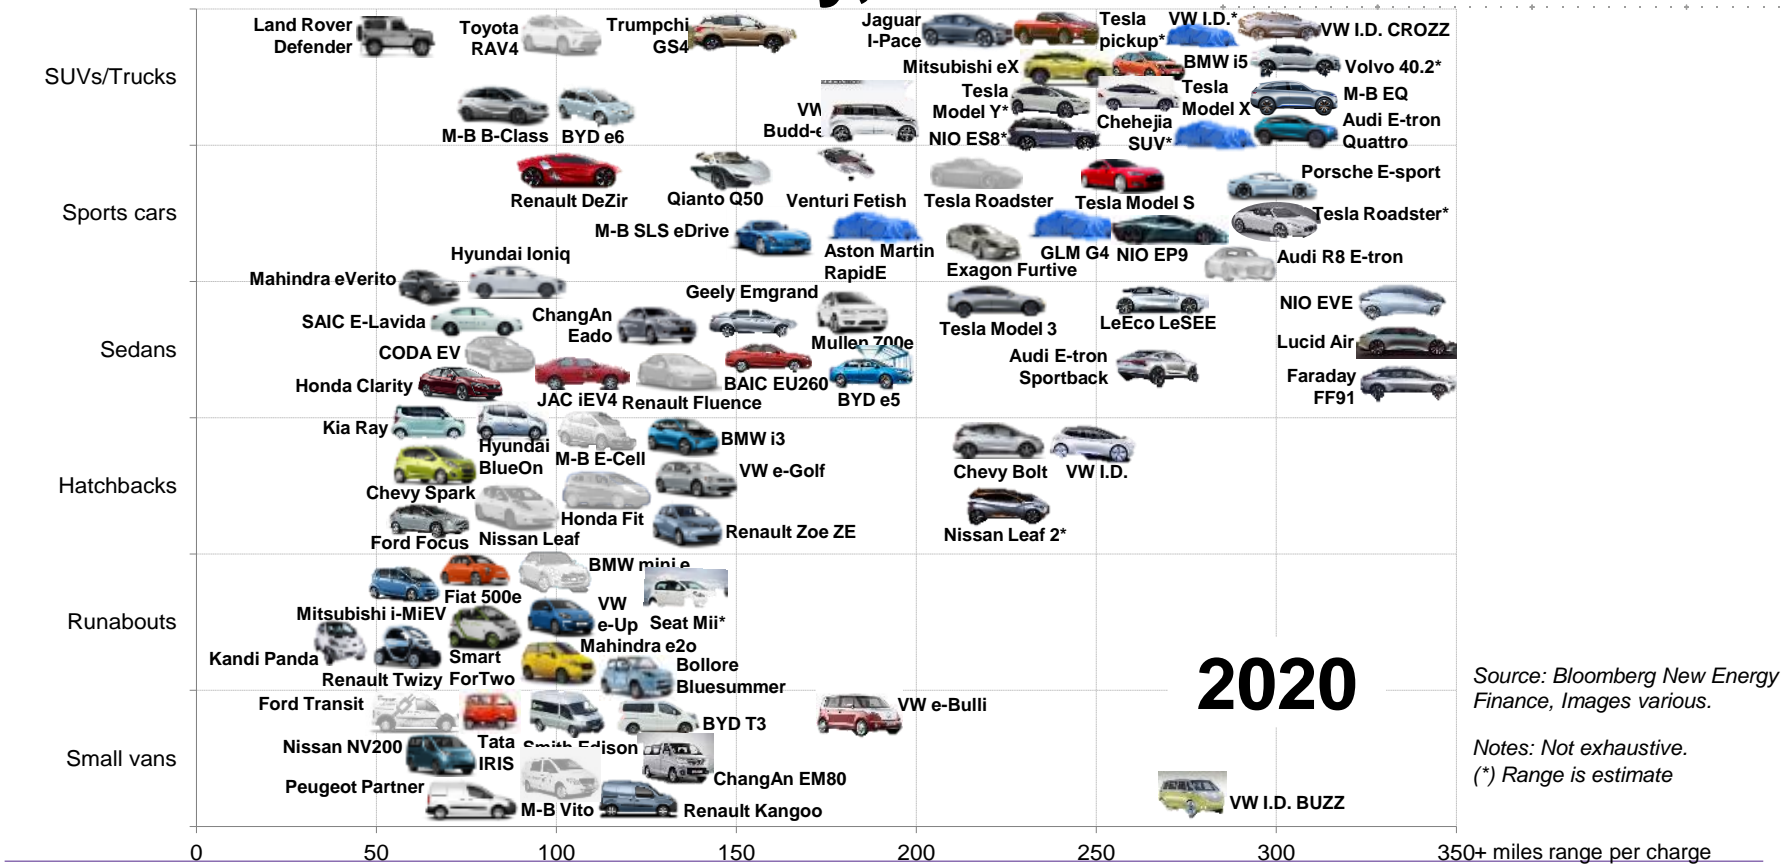 Land Rover
Defender
Toyota
RAV4
Trumpchi
GS4
Jaguar
I-Pace
Tesla
pickup*
VW I.D.*
VW I.D. CROZZ
SUVs/Trucks
Mitsubishi eX
BMW i5
Volvo 40.2*
Tesla
Model Y*
Tesla
Model X
M-B EQ
M-B B-Class
BYD e6
VW
Budd-e
NIO ES8*
Chehejia
SUV*
Audi E-tron
Quattro
Sports cars
Renault DeZir
Qianto Q50
Venturi Fetish
Tesla Roadster
Tesla Model S
Porsche E-sport
M-B SLS eDrive
Aston Martin
RapidE
Exagon Furtive
GLM G4
NIO EP9
Tesla Roadster*
Audi R8 E-tron
Hyundai Ioniq
Mahindra eVerito
Sedans
SAIC E-Lavida
ChangAn
Eado
Geely Emgrand
Mullen 700e
Tesla Model 3
LeEco LeSEE
NIO EVE
CODA EV
Lucid Air
Honda Clarity
JAC iEV4
Renault Fluence
BAIC EU260
BYD e5
Audi E-tron
Sportback
Faraday
FF91
Hatchbacks
Kia Ray
Hyundai
BlueOn
M-B E-Cell
BMW i3
Chevy Bolt
VW I.D.
Chevy Spark
VW e-Golf
Ford Focus
Nissan Leaf
Honda Fit
Renault Zoe ZE
Nissan Leaf 2*
Runabouts
BMW mini e
Fiat 500e
Mitsubishi i-MiEV
VW
e-Up
Seat Mii*
Kandi Panda
Renault Twizy
Smart
ForTwo
Mahindra e2o
Bollore
Bluesummer
2020
Small vans
Ford Transit
BYD T3
VW e-Bulli
Nissan NV200
Tata
IRIS
Smith Edison
ChangAn EM80
Peugeot Partner
M-B Vito
Renault Kangoo
VW I.D. BUZZ
Source: Bloomberg New Energy
Finance, Images various.
Notes: Not exhaustive.
(*) Range is estimate
0 50 100 150 200 250 300 350+ miles range per charge